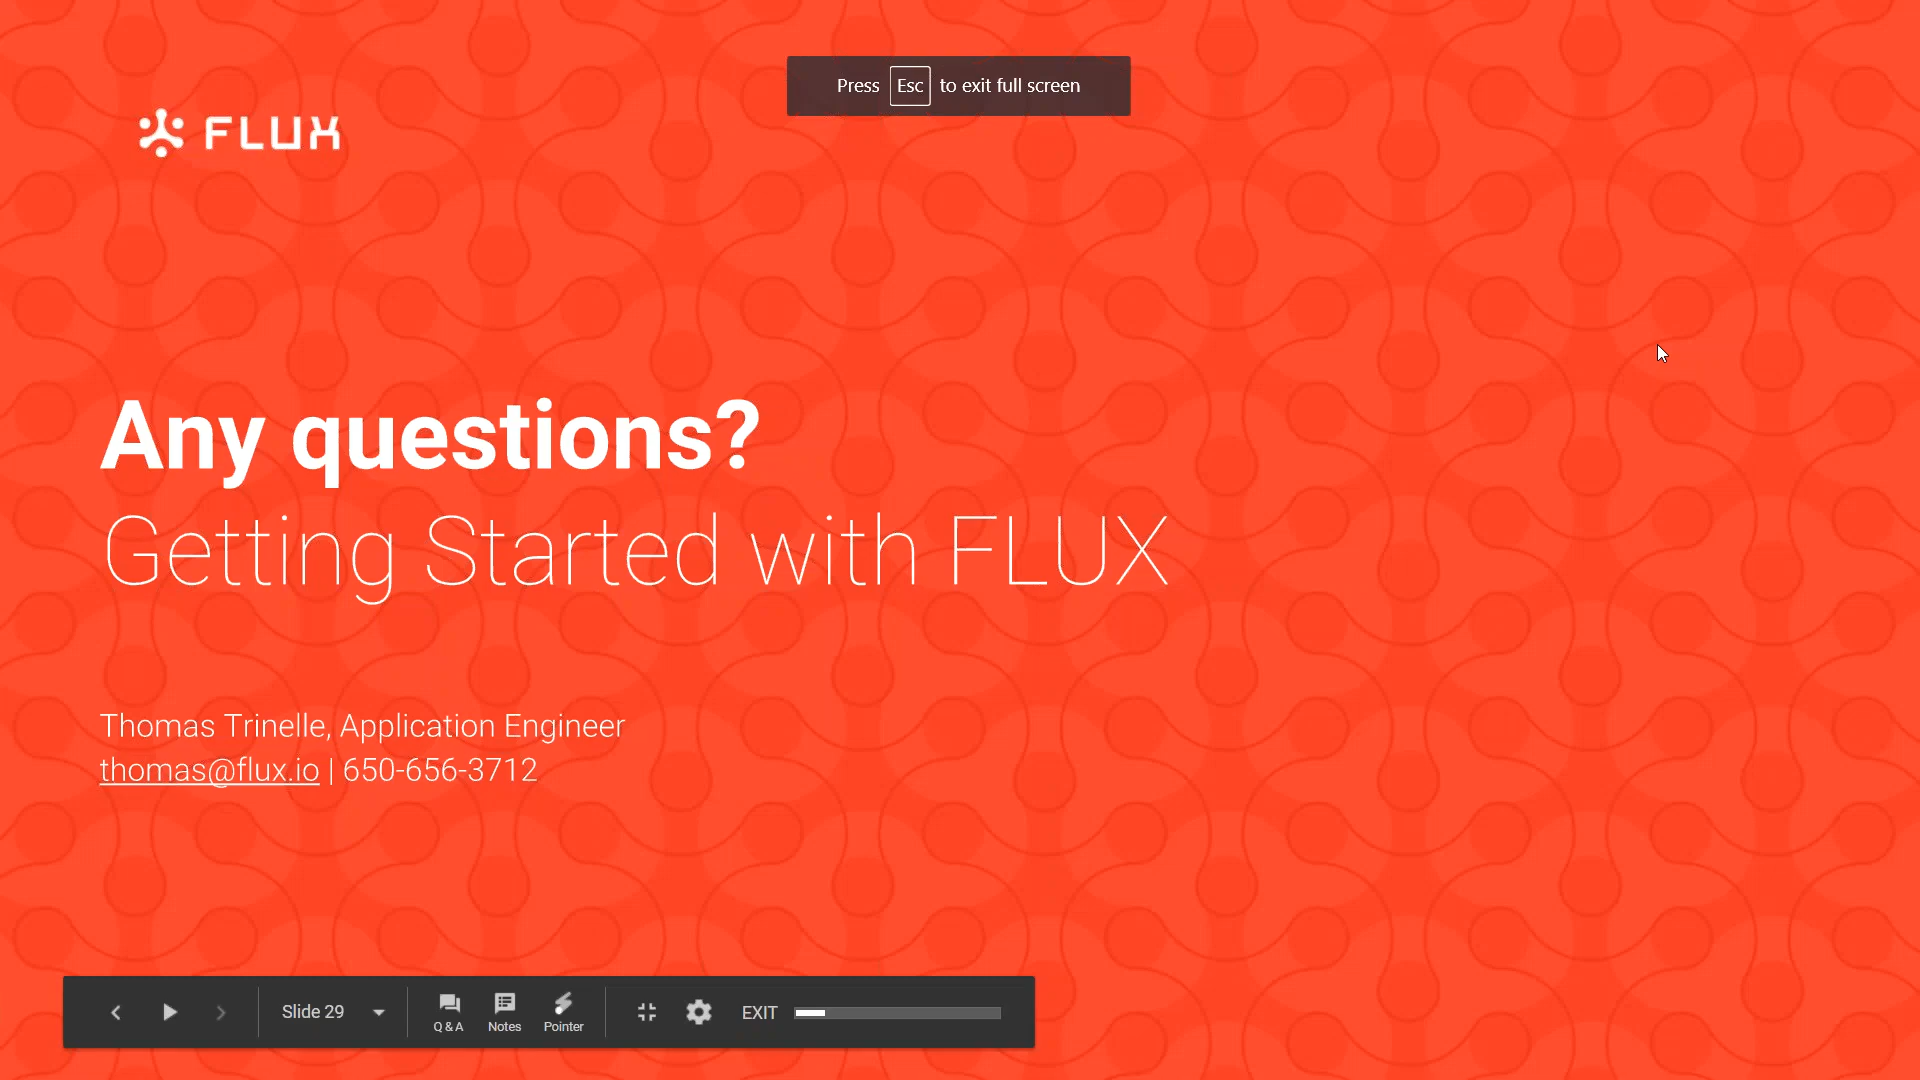 Press Esc to exit full screen
FLUX
Any questions?
Getting Started with FLUX
Thomas Trinelle, Application Engineer
thomas@flux.io | 650-656-3712
Slide 29
Q & A
Notes
Pointer
EXIT